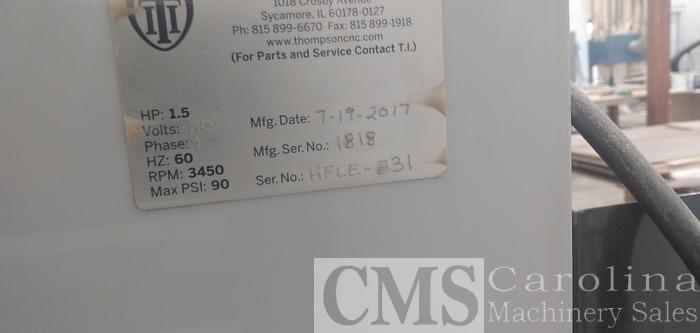 1018 Crosby Avenue
Sycamore, IL 60178-0127
Ph: 815 899-6670 Fax: 815 899-1918
www.thompsoncnc.com
(For Parts and Service Contact T.I.)
HP: 1.5
Volts:
Phase:
HZ: 60
RPM: 3450
Max PSI: 90
Mfg. Date: 7-19-2017
Mfg. Ser. No.: 1818
Ser. No.: HFLE-831
TI
CMS Carolina
Machinery Sales